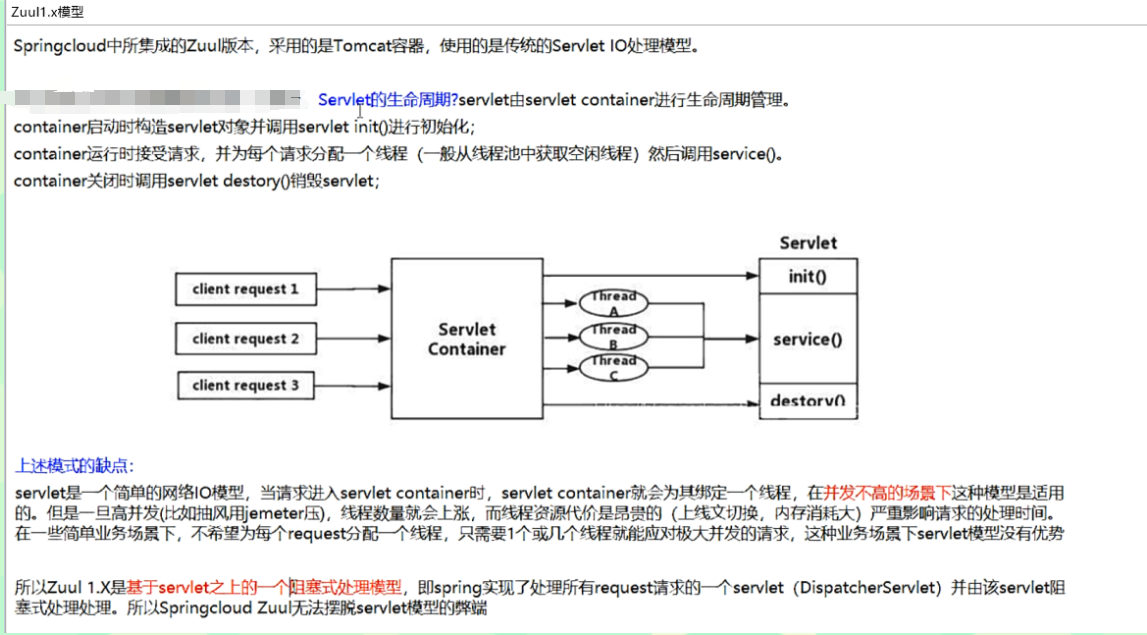 Zuul1.x模型
Springcloud中所集成的Zuul版本，采用的是Tomcat容器，使用的是传统的Servlet IO处理模型。
Servlet的生命周期?servlet由servlet container进行生命周期管理。
container启动时构造servlet对象并调用servlet init()进行初始化；
container运行时接受请求，并为每个请求分配一个线程（一般从线程池中获取空闲线程）然后调用service()。
container关闭时调用servlet destory()销毁servlet；
Servlet
client request 1
client request 2
client request 3
Servlet
Container
Thread
A
Thread
B
Thread
C
init()
service()
destory()
上述模式的缺点：
servlet是一个简单的网络IO模型，当请求进入servlet container时，servlet container就会为其绑定一个线程，在并发不高的场景下这种模型是适用
的。但是一旦高并发(比如抽风用jemeter压)，线程数量就会上涨，而线程资源代价是昂贵的（上线文切换，内存消耗大）严重影响请求的处理时间。
在一些简单业务场景下，不希望为每个request分配一个线程，只需要1个或几个线程就能应对极大并发的请求，这种业务场景下servlet模型没有优势
所以Zuul 1.X是基于servlet之上的一个阻塞式处理模型，即spring实现了处理所有request请求的一个servlet（DispatcherServlet）并由该servlet阻
塞式处理处理。所以Springcloud Zuul无法摆脱servlet模型的弊端